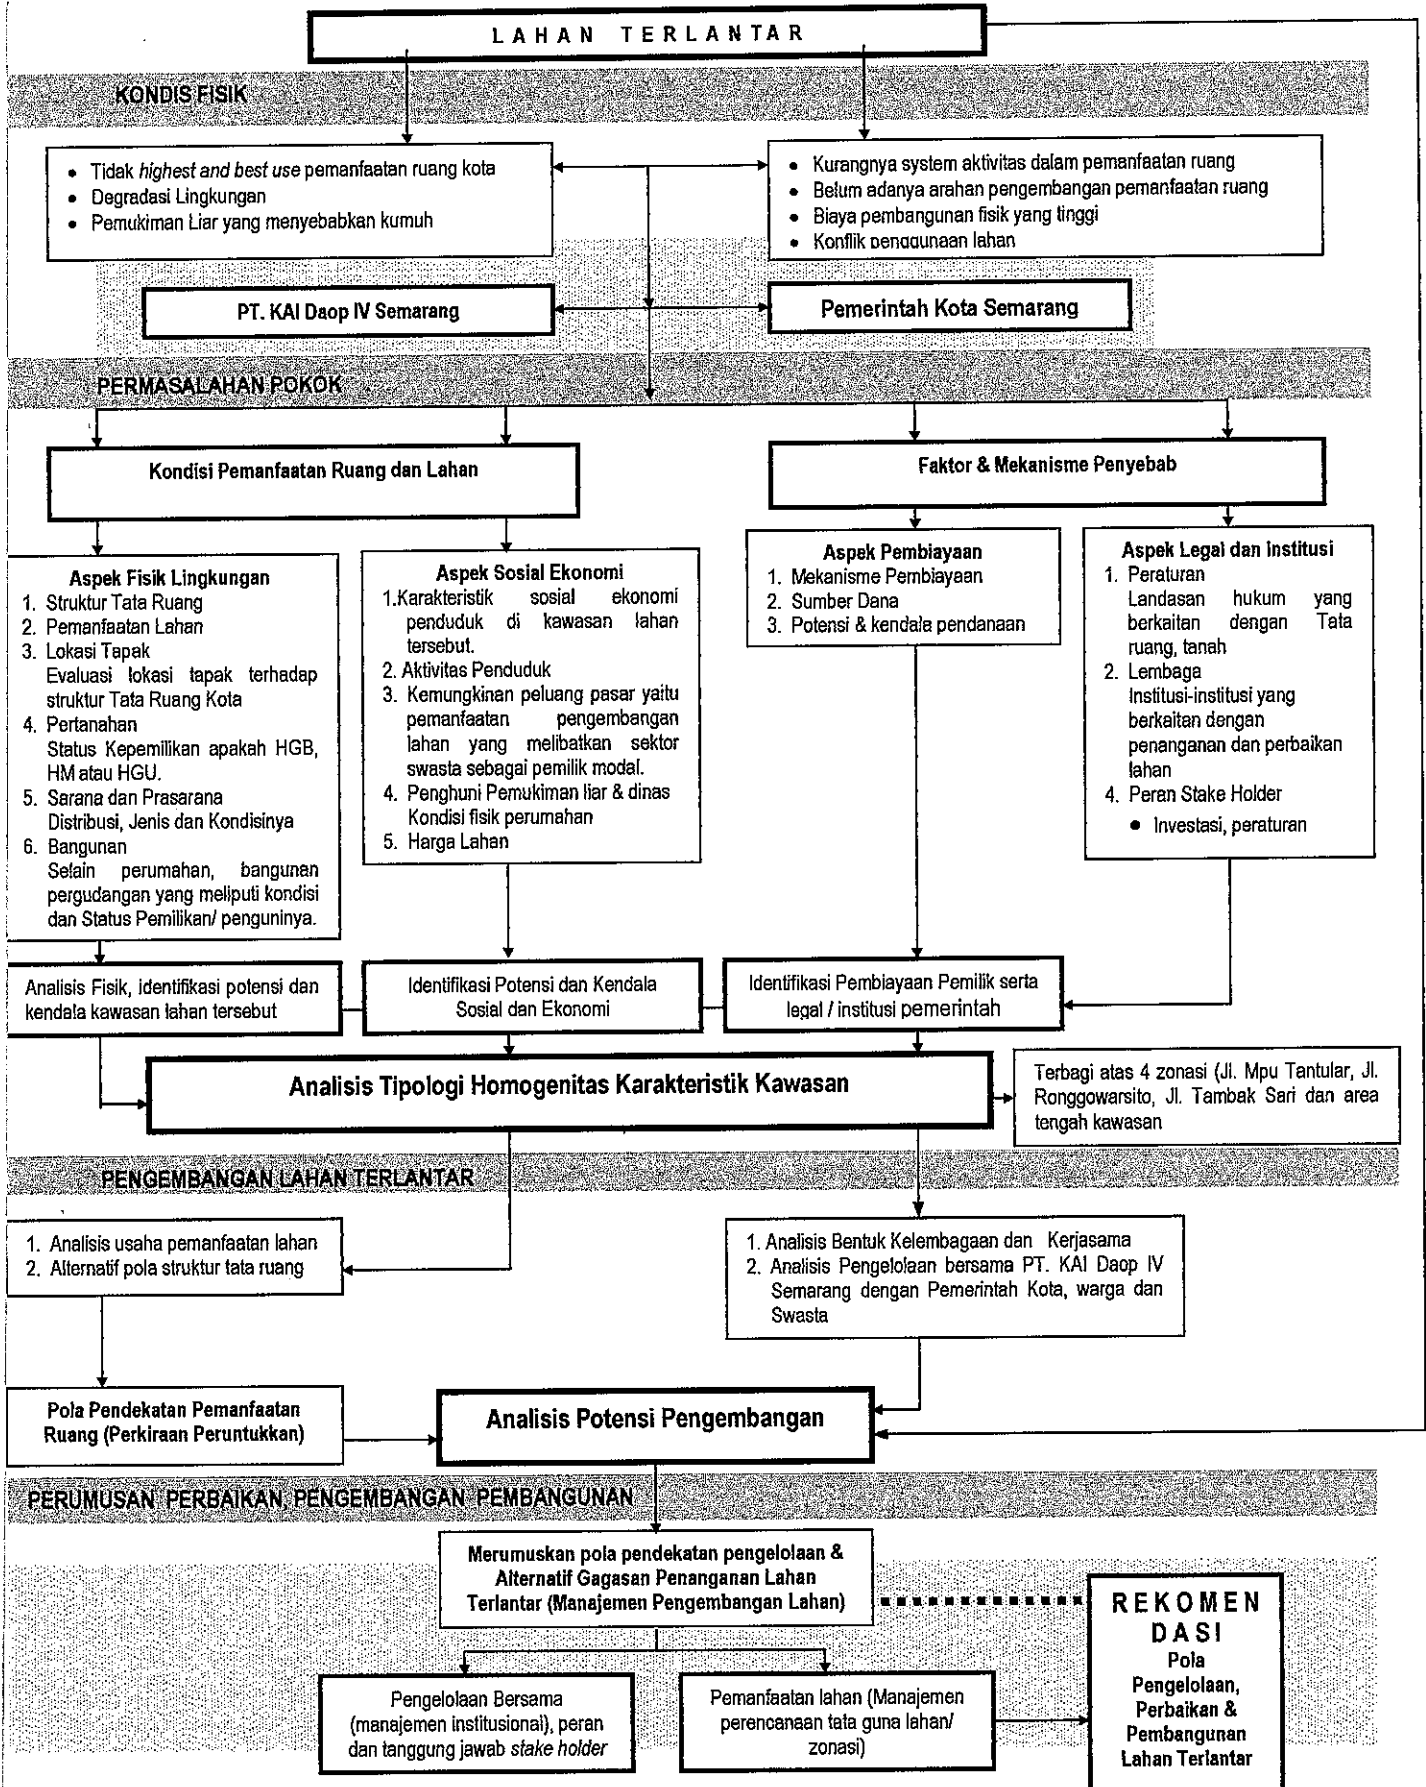 LAHAN TERLANTAR
KONDIS FISIK
• Tidak highest and best use pemanfaatan ruang kota
• Degradasi Lingkungan
• Pemukiman Liar yang menyebabkan kumuh
• Kurangnya system aktivitas dalam pemanfaatan ruang
• Belum adanya arahan pengembangan pemanfaatan ruang
• Biaya pembangunan fisik yang tinggi
• Konflik penggunaan lahan
PT. KAI Daop IV Semarang
Pemerintah Kota Semarang
PERMASALAHAN POKOK
Kondisi Pemanfaatan Ruang dan Lahan
Faktor & Mekanisme Penyebab
Aspek Fisik Lingkungan
1. Struktur Tata Ruang
2. Pemanfaatan Lahan
3. Lokasi Tapak
Evaluasi lokasi tapak terhadap
struktur Tata Ruang Kota
4. Pertanahan
Status Kepemilikan apakah HGB,
HM atau HGU.
5. Sarana dan Prasarana
Distribusi, Jenis dan Kondisinya
6. Bangunan
Selain perumahan, bangunan
pergudangan yang meliputi kondisi
dan Status Pemilikan/ penguninya.
Aspek Sosial Ekonomi
1.Karakteristik sosial ekonomi
penduduk di kawasan lahan
tersebut.
2. Aktivitas Penduduk
3. Kemungkinan peluang pasar yaitu
pemanfaatan pengembangan
lahan yang melibatkan sektor
swasta sebagai pemilik modal.
4. Penghuni Pemukiman liar & dinas
Kondisi fisik perumahan
5. Harga Lahan
Aspek Pembiayaan
1. Mekanisme Pembiayaan
2. Sumber Dana
3. Potensi & kendala pendanaan
Aspek Legal dan Institusi
1. Peraturan
Landasan hukum yang
berkaitan dengan Tata
ruang, tanah
2. Lembaga
Institusi-institusi yang
berkaitan dengan
penanganan dan perbaikan
lahan
4. Peran Stake Holder
• Investasi, peraturan
Analisis Fisik, identifikasi potensi dan
kendala kawasan lahan tersebut
Identifikasi Potensi dan Kendala
Sosial dan Ekonomi
Identifikasi Pembiayaan Pemilik serta
legal / institusi pemerintah
Analisis Tipologi Homogenitas Karakteristik Kawasan
Terbagi atas 4 zonasi (Jl. Mpu Tantular, Jl.
Ronggowarsito, Jl. Tambak Sari dan area
tengah kawasan
PENGEMBANGAN LAHAN TERLANTAR
1. Analisis usaha pemanfaatan lahan
2. Alternatif pola struktur tata ruang
1. Analisis Bentuk Kelembagaan dan Kerjasama
2. Analisis Pengelolaan bersama PT. KAI Daop IV
Semarang dengan Pemerintah Kota, warga dan
Swasta
Pola Pendekatan Pemanfaatan
Ruang (Perkiraan Peruntukkan)
Analisis Potensi Pengembangan
PERUMUSAN PERBAIKAN, PENGEMBANGAN PEMBANGUNAN
Merumuskan pola pendekatan pengelolaan &
Alternatif Gagasan Penanganan Lahan
Terlantar (Manajemen Pengembangan Lahan)
Pengelolaan Bersama
(manajemen institusional), peran
dan tanggung jawab stake holder
Pemanfaatan lahan (Manajemen
perencanaan tata guna lahan/
zonasi)
REKOMEN
DASI
Pola
Pengelolaan,
Perbaikan &
Pembangunan
Lahan Terlantar